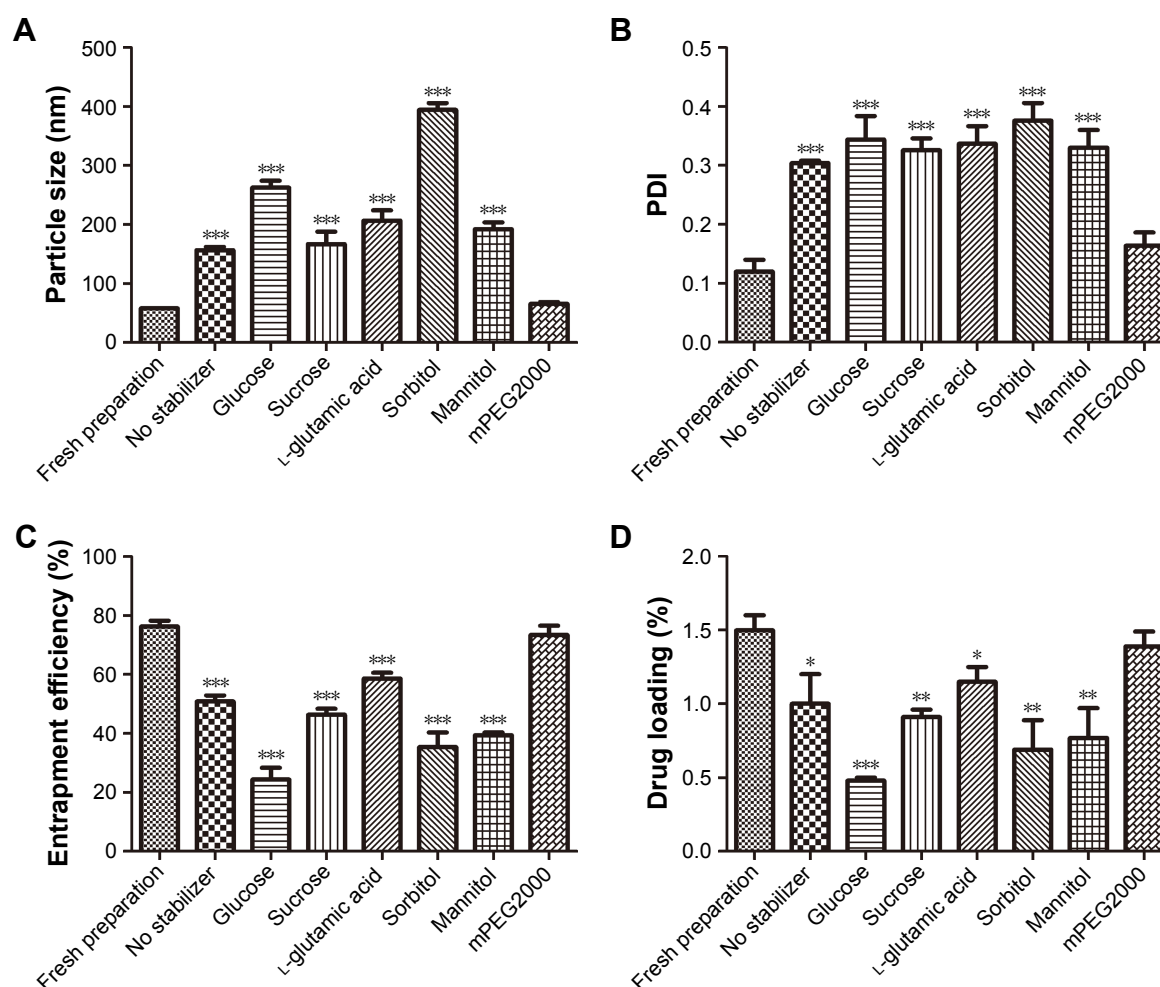 A
Particle size (nm)
500
400
300
200
100
0
***
***
***
***
***
***
Fresh preparation
No stabilizer
Glucose
Sucrose
L-glutamic acid
Sorbitol
Mannitol
mPEG2000
B
PDI
0.5
0.4
0.3
0.2
0.1
0.0
***
***
***
***
***
***
Fresh preparation
No stabilizer
Glucose
Sucrose
L-glutamic acid
Sorbitol
Mannitol
mPEG2000
C
Entrapment efficiency (%)
100
80
60
40
20
0
***
***
***
***
***
***
Fresh preparation
No stabilizer
Glucose
Sucrose
L-glutamic acid
Sorbitol
Mannitol
mPEG2000
D
Drug loading (%)
2.0
1.5
1.0
0.5
0.0
*
***
**
*
**
**
Fresh preparation
No stabilizer
Glucose
Sucrose
L-glutamic acid
Sorbitol
Mannitol
mPEG2000